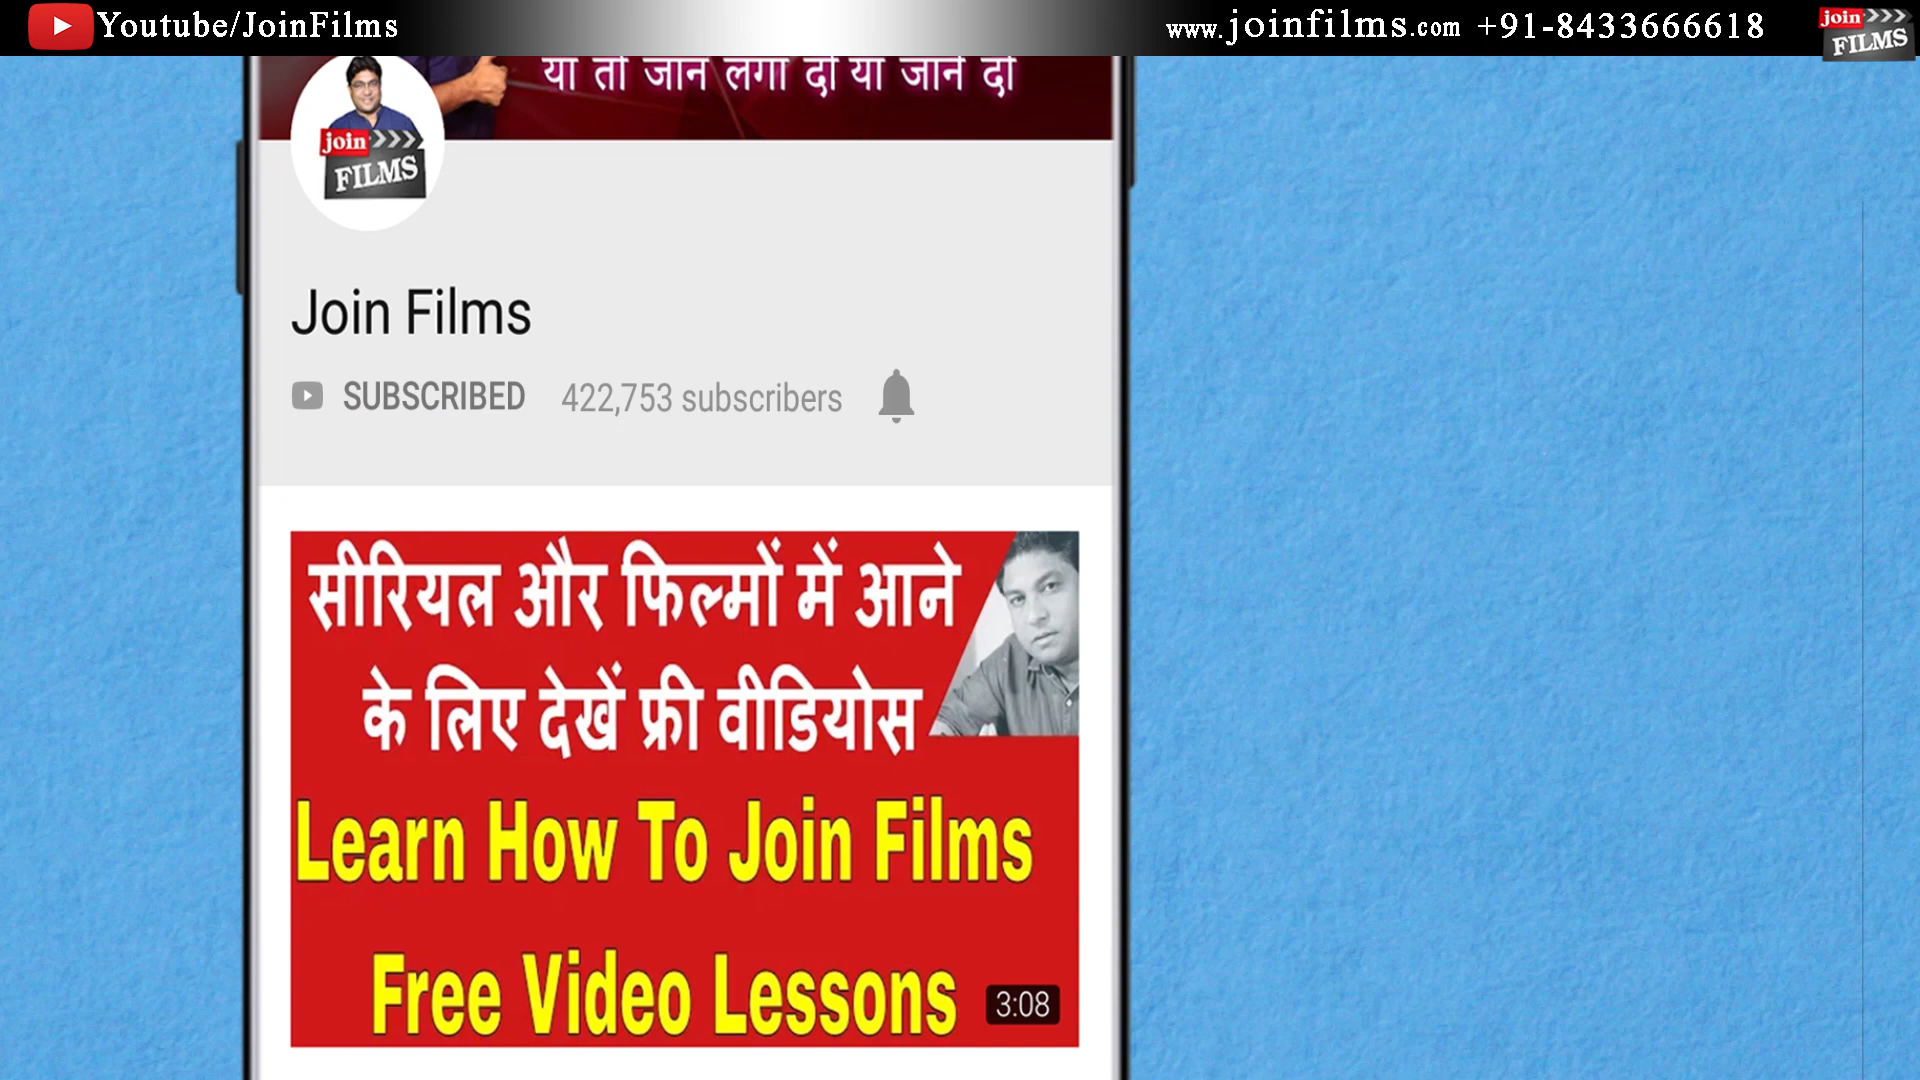 Youtube/JoinFilms
www.joinfilms.com +91-8433666618
join
FILMS
या तो जान लगा दो या जाने दो
join
FILMS
Join Films
SUBSCRIBED 422,753 subscribers
सीरियल और फिल्मों में आने
के लिए देखें फ्री वीडियोस
Learn How To Join Films
Free Video Lessons
3:08